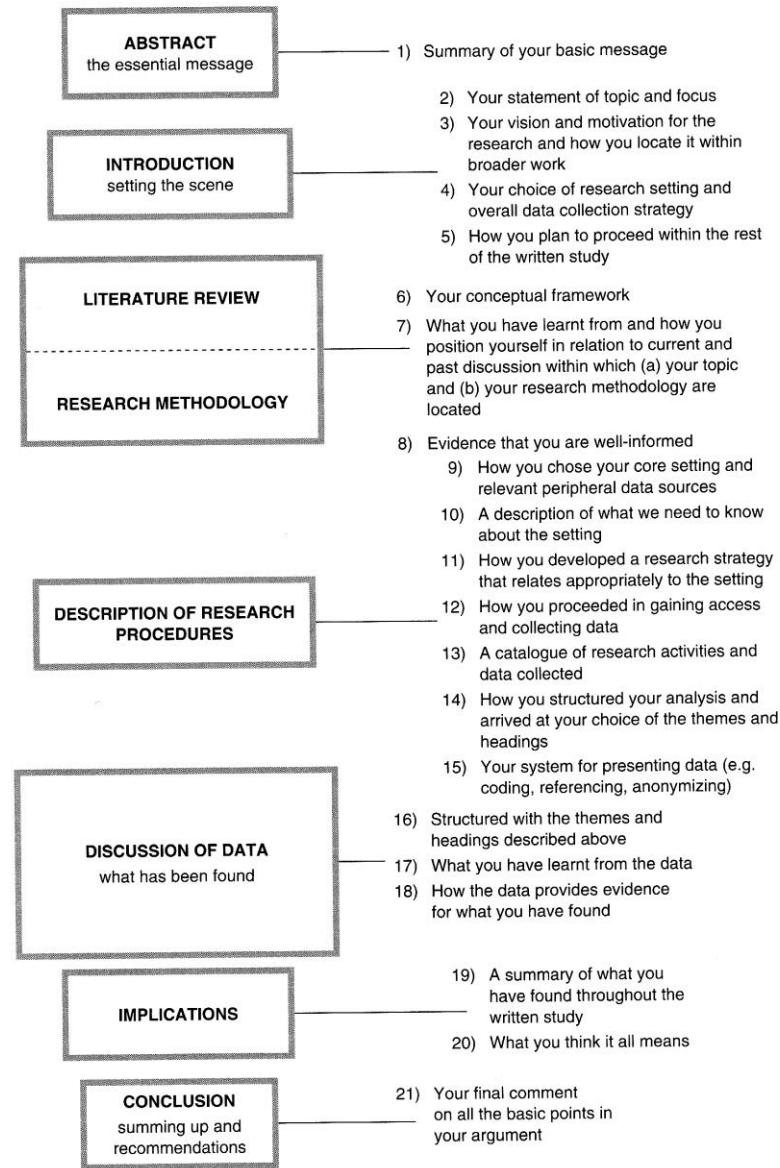 ABSTRACT
the essential message
1) Summary of your basic message
INTRODUCTION
setting the scene
2) Your statement of topic and focus
3) Your vision and motivation for the
research and how you locate it within
broader work
4) Your choice of research setting and
overall data collection strategy
5) How you plan to proceed within the rest
of the written study
LITERATURE REVIEW
RESEARCH METHODOLOGY
6) Your conceptual framework
7) What you have learnt from and how you
position yourself in relation to current and
past discussion within which (a) your topic
and (b) your research methodology are
located
8) Evidence that you are well-informed
DESCRIPTION OF RESEARCH
PROCEDURES
9) How you chose your core setting and
relevant peripheral data sources
10) A description of what we need to know
about the setting
11) How you developed a research strategy
that relates appropriately to the setting
12) How you proceeded in gaining access
and collecting data
13) A catalogue of research activities and
data collected
14) How you structured your analysis and
arrived at your choice of the themes and
headings
15) Your system for presenting data (e.g.
coding, referencing, anonymizing)
DISCUSSION OF DATA
what has been found
16) Structured with the themes and
headings described above
17) What you have learnt from the data
18) How the data provides evidence
for what you have found
IMPLICATIONS
19) A summary of what you
have found throughout the
written study
20) What you think it all means
CONCLUSION
summing up and
recommendations
21) Your final comment
on all the basic points in
your argument